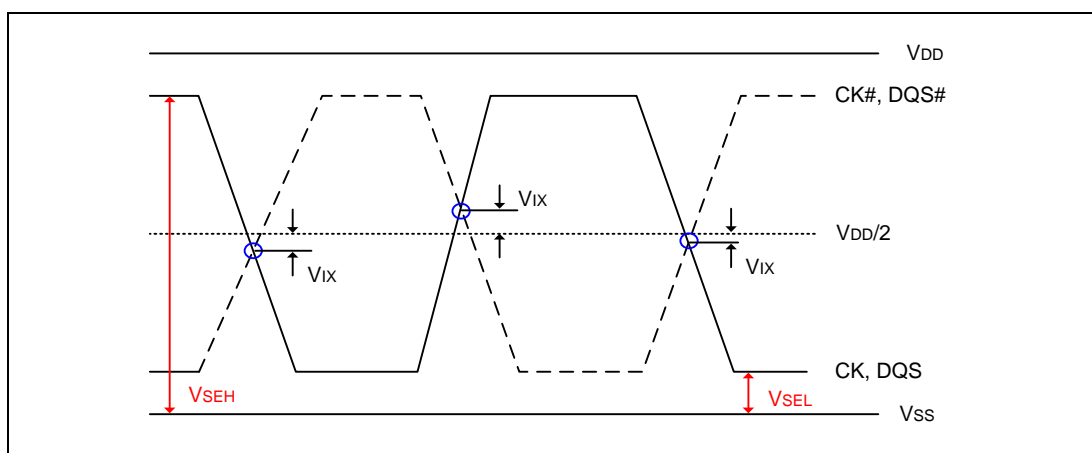 VDD
CK#, DQS#
VIX
VDD/2
VIX
VIX
CK, DQS
VSEH
VSEL
VSS